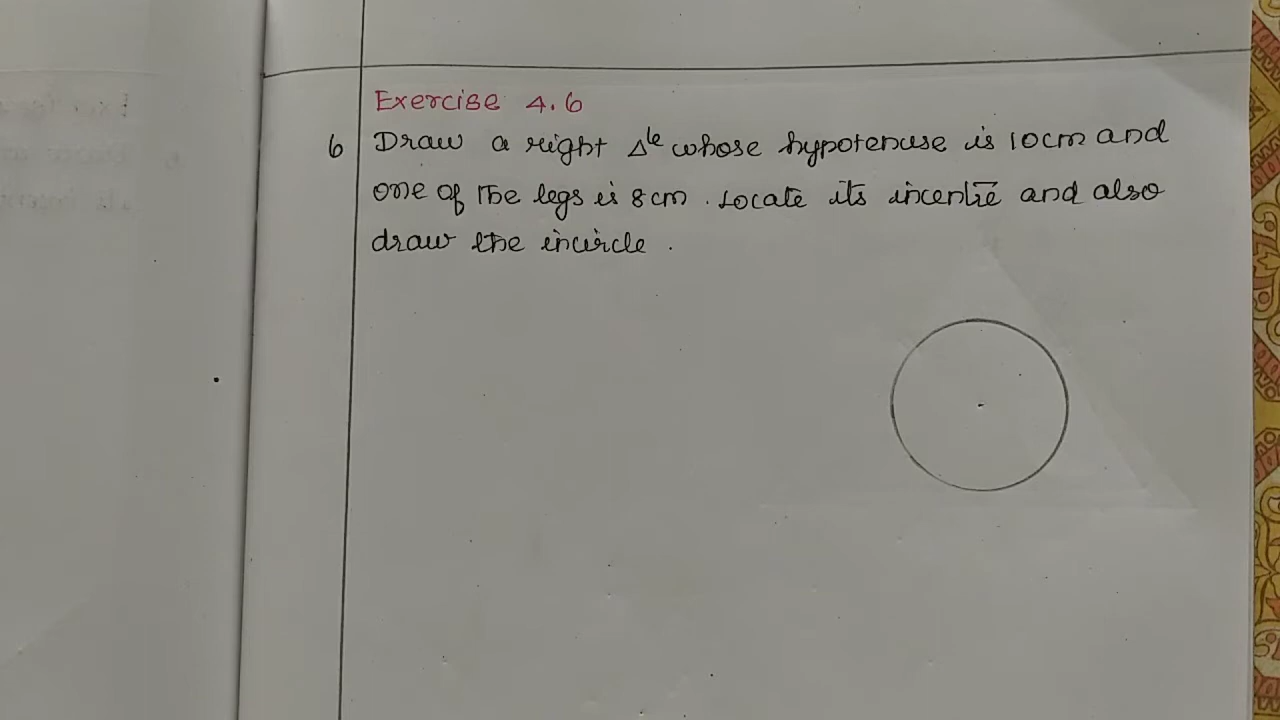 Exercise 4.6
6 Draw a right Δle whose hypotenuse is 10cm and
one of the legs is 8cm. Locate its incentre and also
draw the incircle.